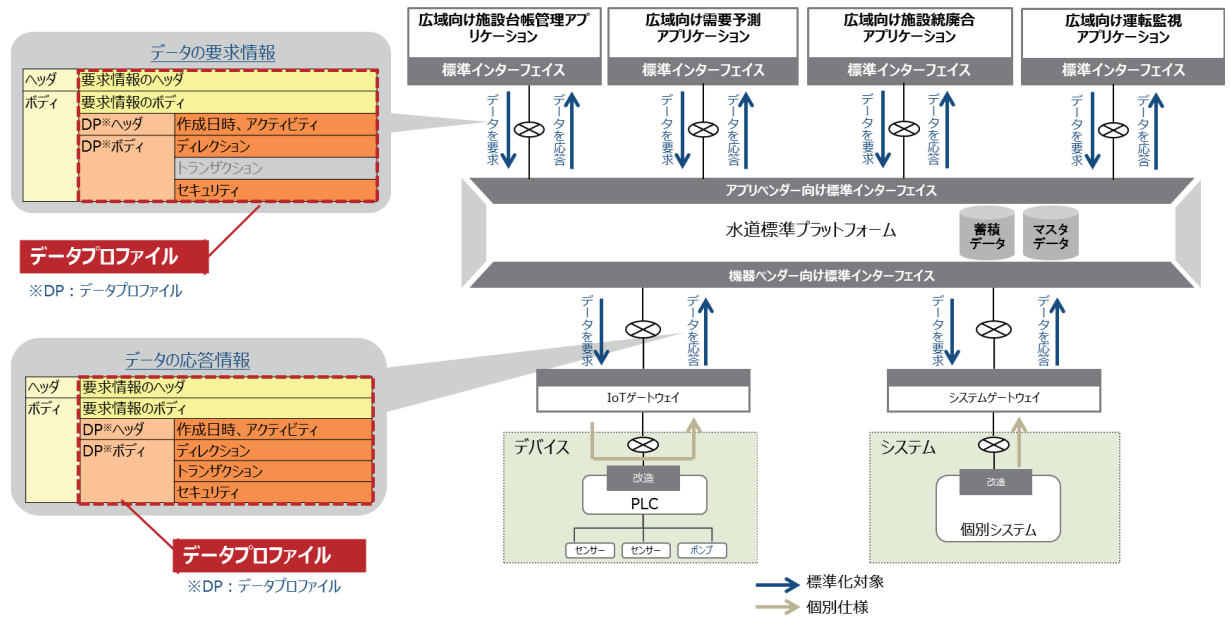 データの要求情報
ヘッダ
要求情報のヘッダ
ボディ
要求情報のボディ
DP※ヘッダ
作成日時、アクティビティ
DP※ボディ
ディレクション
トランザクション
セキュリティ
データプロファイル
※DP：データプロファイル
データの応答情報
ヘッダ
要求情報のヘッダ
ボディ
要求情報のボディ
DP※ヘッダ
作成日時、アクティビティ
DP※ボディ
ディレクション
トランザクション
セキュリティ
データプロファイル
※DP：データプロファイル
広域向け施設台帳管理アプ
リケーション
標準インターフェイス
広域向け需要予測
アプリケーション
標準インターフェイス
広域向け施設統廃合
アプリケーション
標準インターフェイス
広域向け運転監視
アプリケーション
標準インターフェイス
データを要求
データを応答
データを要求
データを応答
データを要求
データを応答
データを要求
データを応答
アプリベンダー向け標準インターフェイス
水道標準プラットフォーム
蓄積
データ
マスタ
データ
機器ベンダー向け標準インターフェイス
データを要求
データを応答
データを要求
データを応答
IoTゲートウェイ
システムゲートウェイ
デバイス
改造
PLC
センサー
センサー
ポンプ
システム
改造
個別システム
標準化対象
個別仕様